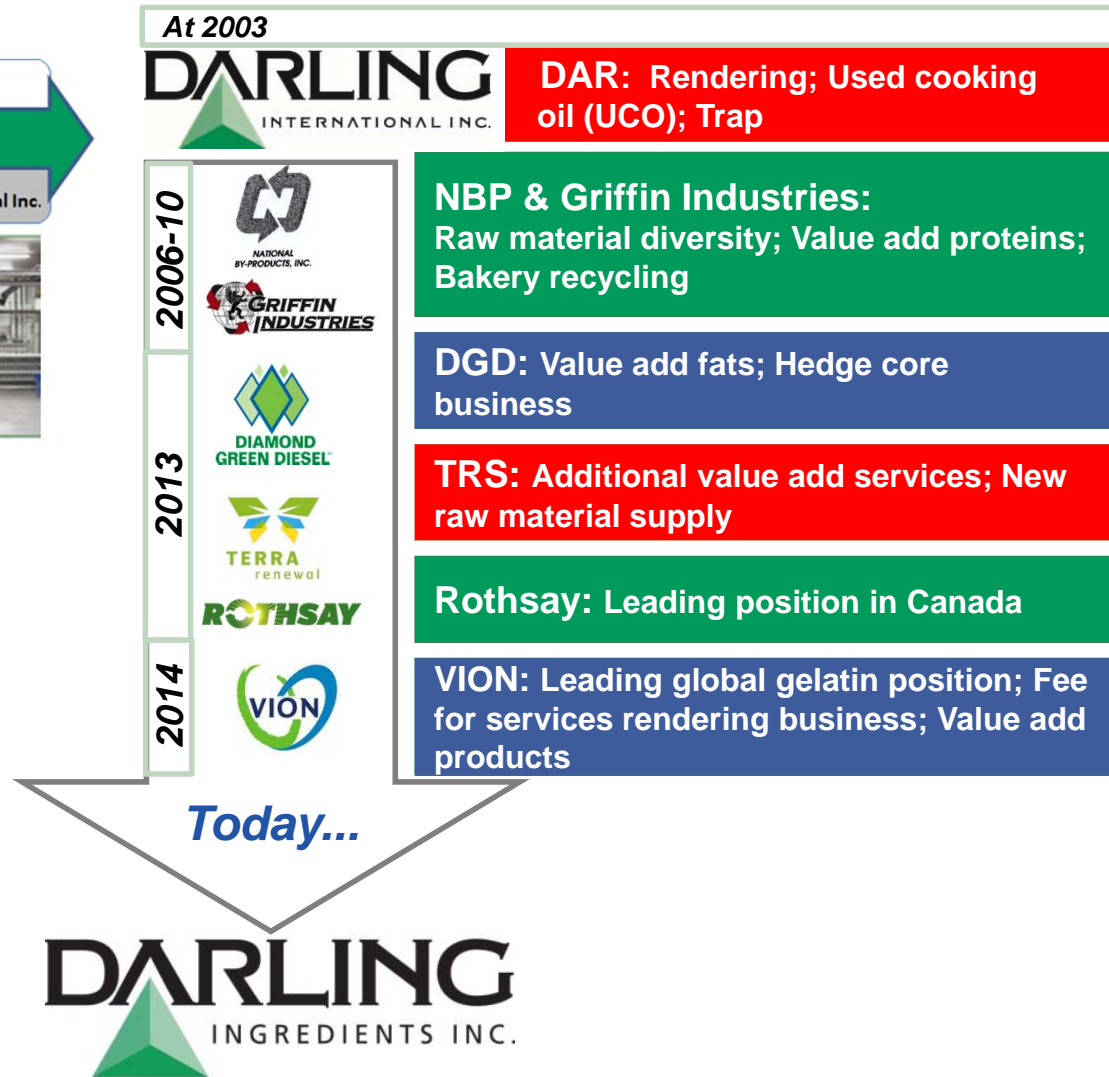 At 2003
l Inc.
DARLING
INTERNATIONAL INC.
DAR: Rendering; Used cooking
oil (UCO); Trap
2006-10
N
NATIONAL
BY-PRODUCTS, INC.
GRIFFIN
INDUSTRIES
NBP & Griffin Industries:
Raw material diversity; Value add proteins;
Bakery recycling
2013
DIAMOND
GREEN DIESEL
DGD: Value add fats; Hedge core
business
TERRA
renewal
TRS: Additional value add services; New
raw material supply
ROTHSAY
Rothsay: Leading position in Canada
2014
VION
VION: Leading global gelatin position; Fee
for services rendering business; Value add
products
Today...
DARLING
INGREDIENTS INC.